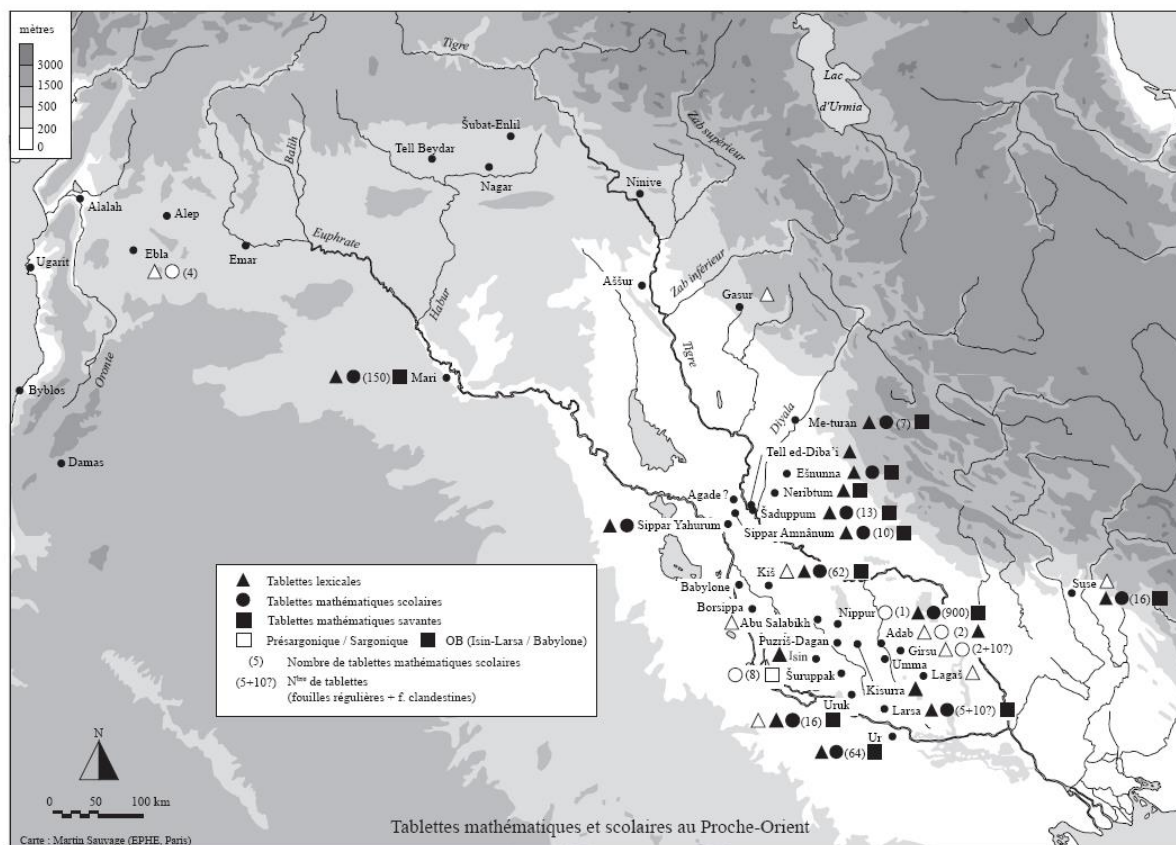 mètres
3000
1500
500
200
0
Tigre
Lac
d'Urmia
Šubat-Enlil
Tell Beydar
Nagar
Balih
Zab supérieur
Ninive
Alalah
Alep
Ebla
(4)
Emar
Euphrate
Ugarit
Habur
Aššur
Zab inférieur
Gasur
Tigre
Oronte
Byblos
(150) Mari
Damas
Diyala
Me-turan (7)
Tell ed-Diba'i
Ešnunna
Neribtum
Agade ?
Šaduppum (13)
Sippar Yahurum
Sippar Amnânum (10)
Kiš (62)
Suse
(16)
Babylone
Borsippa
Nippur (1) (900)
Abu Salabikh
Adab (2)
Puzriš-Dagan
Girsu (2+10?)
Isin
Umma
(8) Šuruppak
Lagaš
Kisurra
Uruk
(16)
Larsa (5+10?)
Ur
(64)
Tablettes lexicales
Tablettes mathématiques scolaires
Tablettes mathématiques savantes
Présargonique / Sargonique OB (Isin-Larsa / Babylone)
(5) Nombre de tablettes mathématiques scolaires
(5+10?) Nbre de tablettes
(fouilles régulières + f. clandestines)
N
0 50 100 km
Carte : Martin Sauvage (EPHE, Paris)
Tablettes mathématiques et scolaires au Proche-Orient